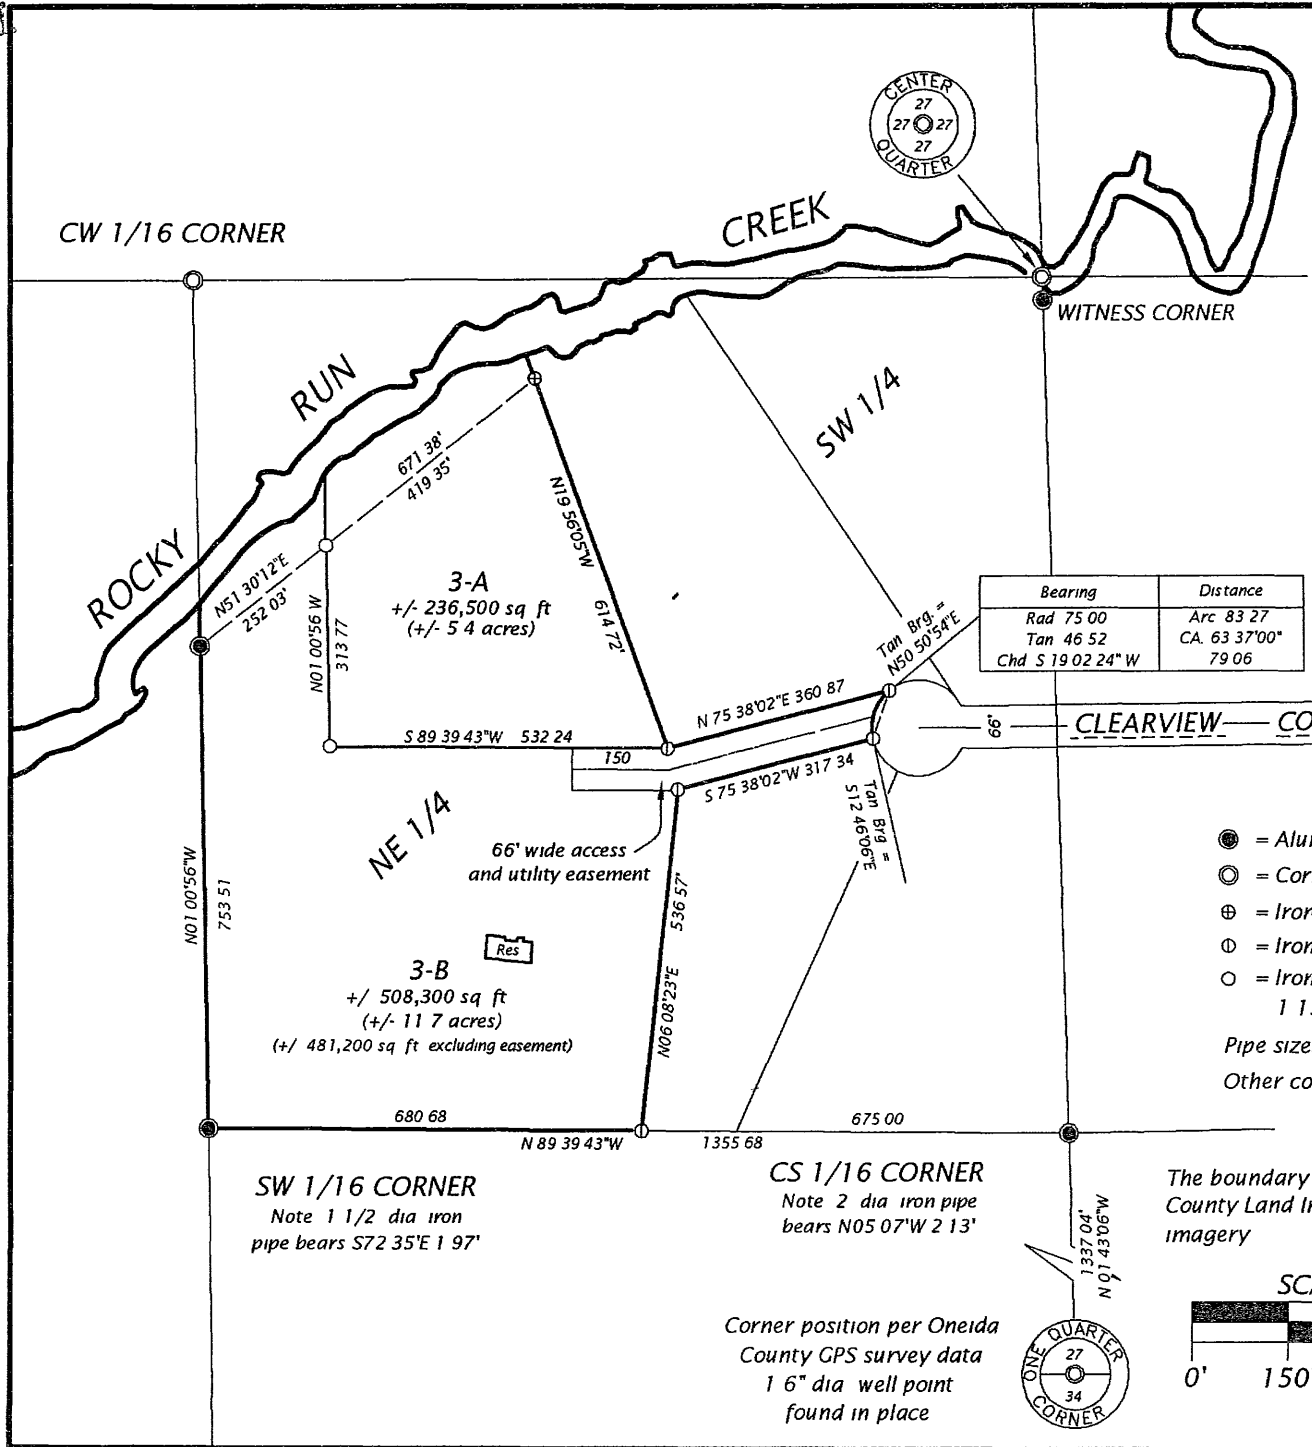 CENTER
27
27 27
27
QUARTER
CW 1/16 CORNER
CREEK
WITNESS CORNER
RUN
SW 1/4
671 38'
419 35'
N19 56'05"W
614 72'
ROCKY
N51 30'12"E
252 03'
3-A
+/- 236,500 sq ft
(+/- 5 4 acres)
N01 00'56 W
313 77
Tan Brg. =
N50 50'54"E
Bearing Distance
Rad 75 00 Arc 83 27
Tan 46 52 CA. 63 37'00"
Chd S 19 02 24" W 79 06
N 75 38'02"E 360 87
S 89 39 43"W 532 24
150
66'
CLEARVIEW CO
S 75 38'02"W 317 34
Tan Brg =
S12 46'06"E
NE 1/4
66' wide access
and utility easement
N01 00'56"W
753 51
536 57'
N06 08'23"E
Res
3-B
+/ 508,300 sq ft
(+/- 11 7 acres)
(+/ 481,200 sq ft excluding easement)
= Alu
= Cor
= Iron
= Iron
= Iron
1 1
Pipe size
Other co
680 68
N 89 39 43"W
1355 68
675 00
SW 1/16 CORNER
Note 1 1/2 dia iron
pipe bears S72 35'E 1 97'
CS 1/16 CORNER
Note 2 dia iron pipe
bears N05 07'W 2 13'
1337 04'
N 01 43'06"W
The boundary
County Land I
imagery
SC
0' 150
Corner position per Oneida
County GPS survey data
1 6" dia well point
found in place
ONE QUARTER
27
34
CORNER